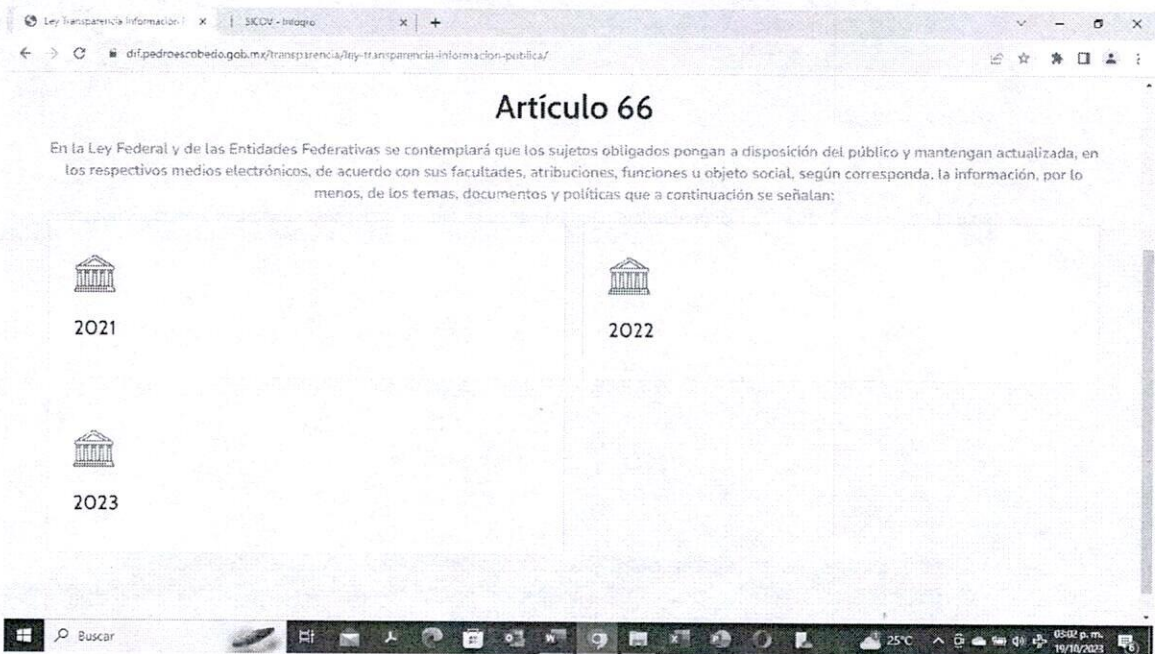 Ley Transparencia Información
SICOV - Infoqro
dif.pedroescobedo.gob.mx/transparencia/ley-transparencia-informacion-publica/
Artículo 66
En la Ley Federal y de las Entidades Federativas se contemplará que los sujetos obligados pongan a disposición del público y mantengan actualizada, en
los respectivos medios electrónicos, de acuerdo con sus facultades, atribuciones, funciones u objeto social, según corresponda, la información, por lo
menos, de los temas, documentos y políticas que a continuación se señalan:
2021
2022
2023
Buscar
25°C
03:02 p. m.
19/10/2023